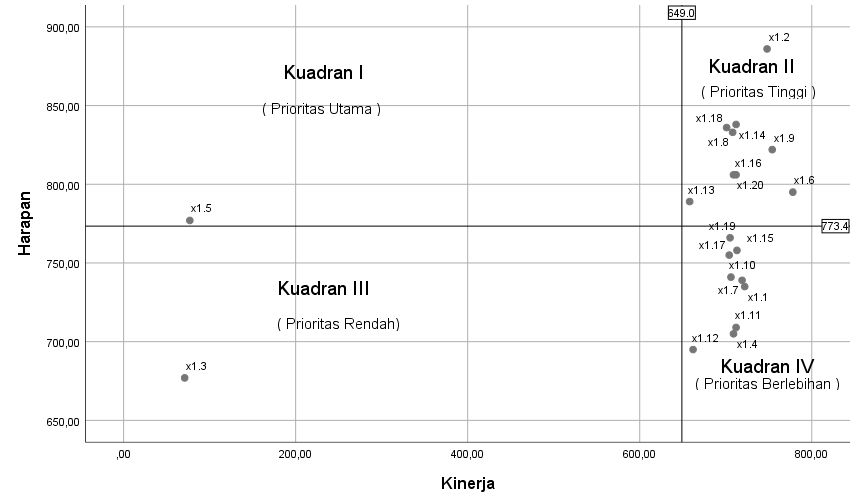 649.0
900,00
x1.2
Kuadran I
Kuadran II
( Prioritas Utama )
( Prioritas Tinggi )
850,00
x1.18
x1.14
x1.8
x1.9
x1.16
800,00
x1.20
x1.6
x1.13
x1.5
Harapan
773.4
x1.19
x1.15
x1.17
750,00
x1.10
Kuadran III
x1.7
x1.1
( Prioritas Rendah)
x1.11
700,00
x1.12
x1.4
x1.3
Kuadran IV
( Prioritas Berlebihan )
650,00
,00
200,00
400,00
600,00
800,00
Kinerja